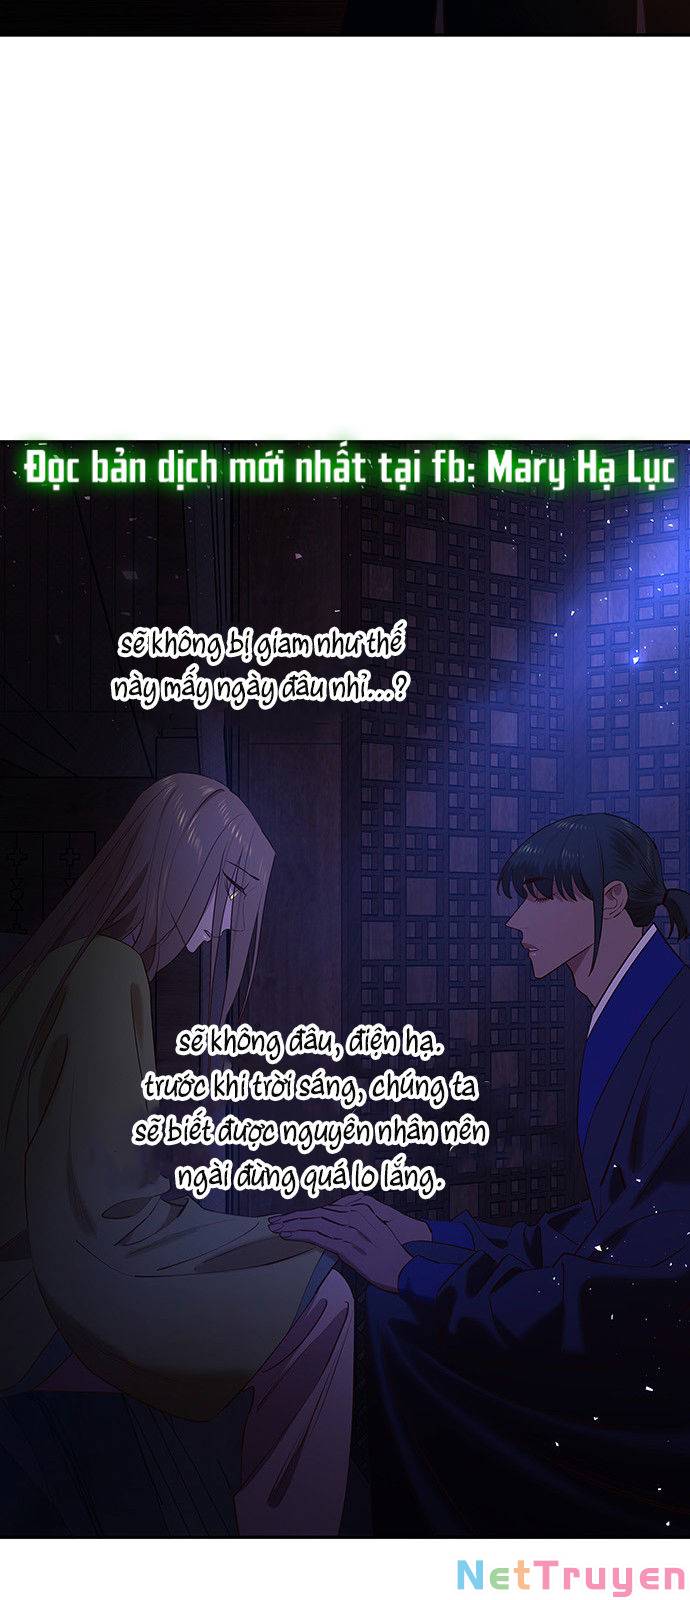 Đọc bản dịch mới nhất tại fb: Mary Hạ Lục
sẽ không bị giam như thế
này mấy ngày đâu nhỉ...?
sẽ không đâu, điện hạ.
trước khi trời sáng, chúng ta
sẽ biết được nguyên nhân nên
ngài đừng quá lo lắng.
NetTruyen